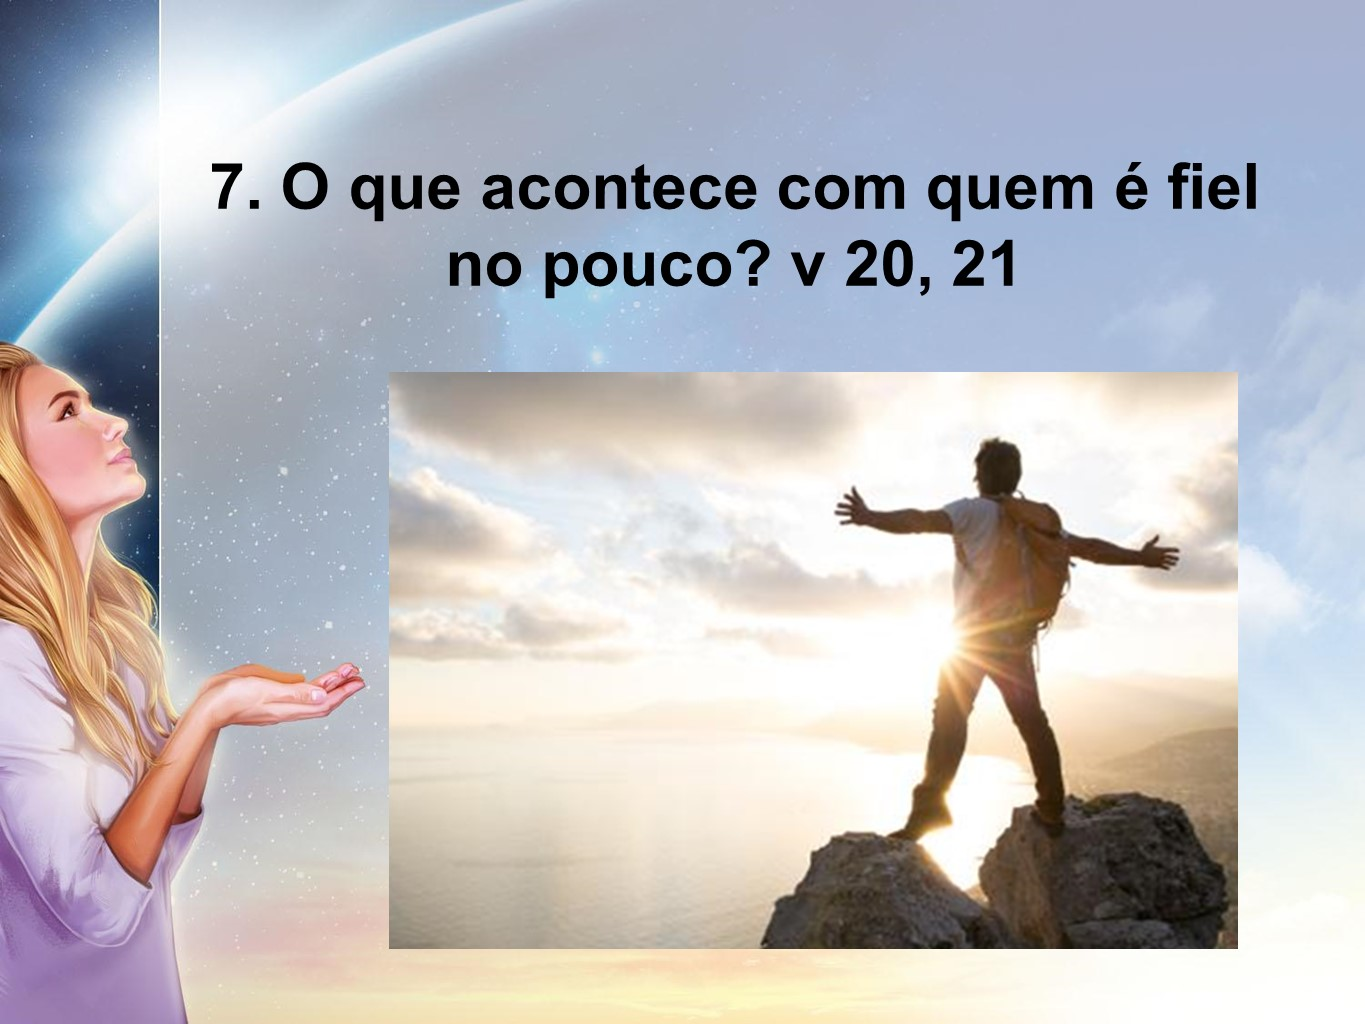 7. O que acontece com quem é fiel
no pouco? v 20, 21